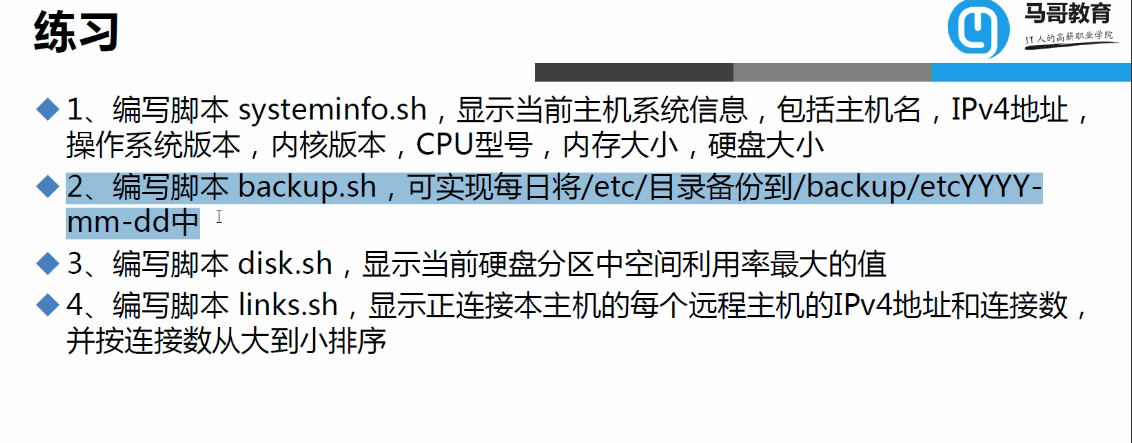 练习
马哥教育
IT人的高薪职业学院
1、编写脚本 systeminfo.sh，显示当前主机系统信息，包括主机名，IPv4地址，
操作系统版本，内核版本，CPU型号，内存大小，硬盘大小
2、编写脚本 backup.sh，可实现每日将/etc/目录备份到/backup/etcYYYY-
mm-dd中
3、编写脚本 disk.sh，显示当前硬盘分区中空间利用率最大的值
4、编写脚本 links.sh，显示正连接本主机的每个远程主机的IPv4地址和连接数，
并按连接数从大到小排序